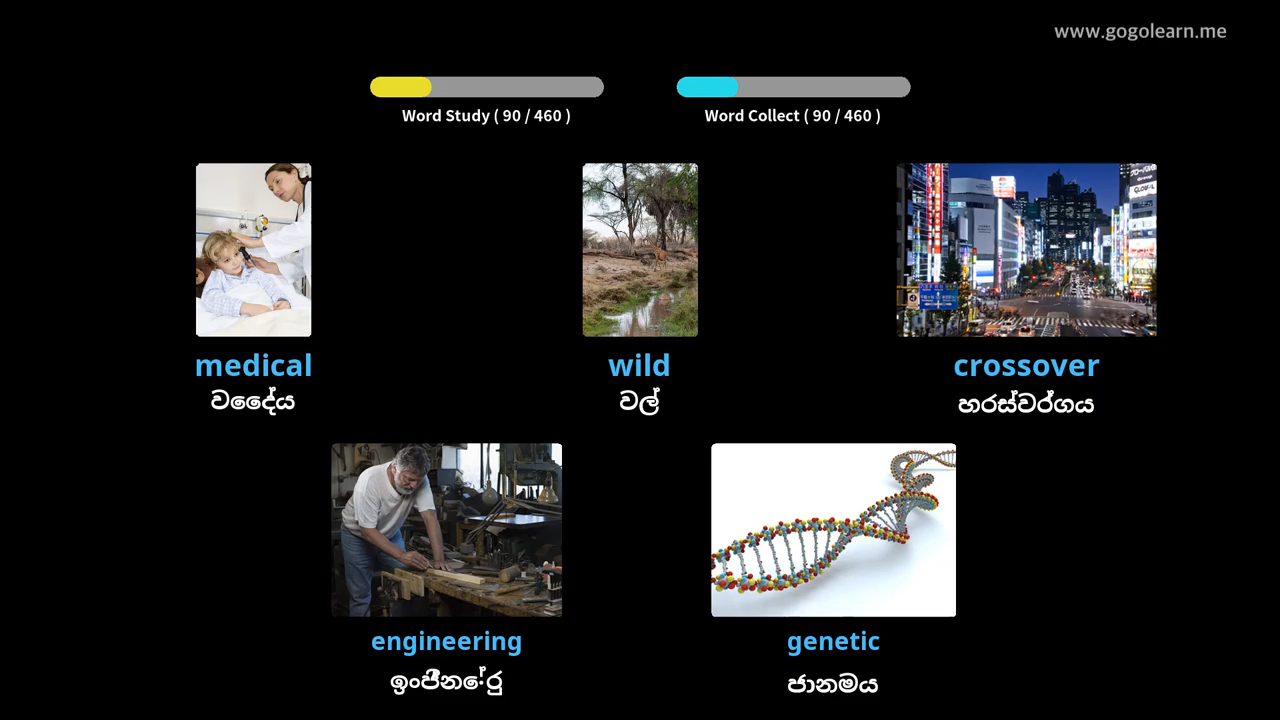 www.gogolearn.me
Word Study ( 90 / 460 )
Word Collect ( 90 / 460 )
medical
wild
crossover
වෛද්‍ය
වල්
හරස්වර්ගය
engineering
genetic
ඉංජිනේරු
ජානමය